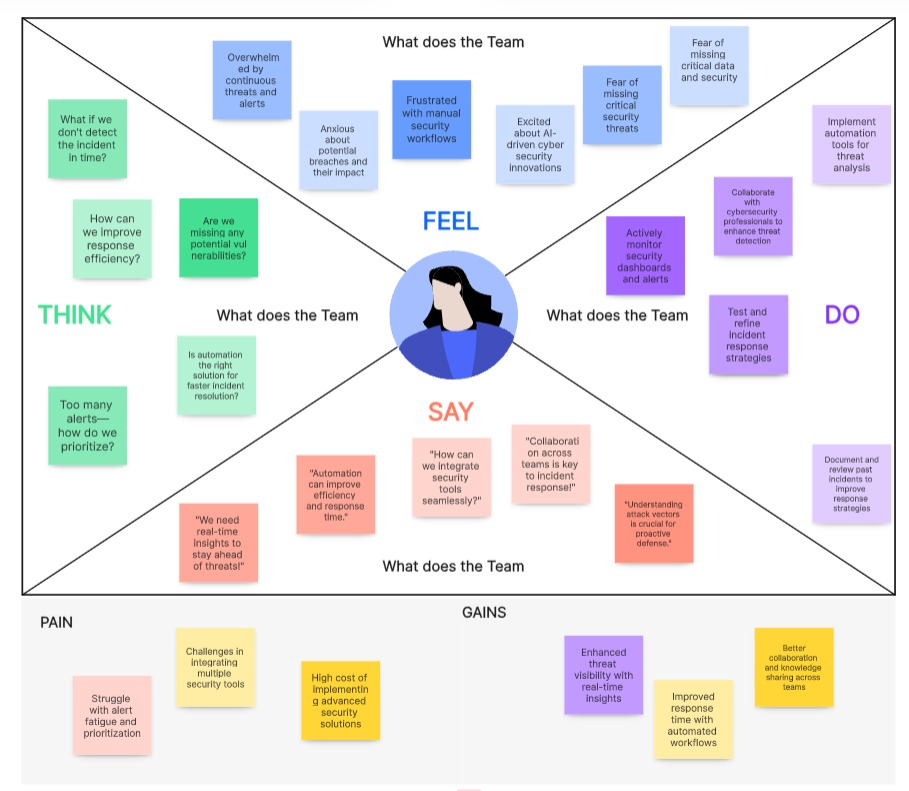 What does the Team
Overwhelm
ed by
continuous
threats and
alerts
Anxious
about
potential
breaches and
their impact
Frustrated
with manual
security
workflows
Excited
about AI-
driven cyber
security
innovations
Fear of
missing
critical
security
threats
Fear of
missing
critical data
and security
FEEL
What if we
don't detect
the incident
in time?
How can
we improve
response
efficiency?
Are we
missing any
potential vul
nerabilities?
THINK
What does the Team
Is automation
the right
solution for
faster incident
resolution?
Too many
alerts—
how do we
prioritize?
Implement
automation
tools for
threat
analysis
Collaborate
with
cybersecurity
professionals to
enhance threat
detection
Actively
monitor
security
dashboards
and alerts
What does the Team
DO
Test and
refine
incident
response
strategies
Document and
review past
incidents to
improve
response
strategies
SAY
"We need
real-time
insights to
stay ahead
of threats!"
"Automation
can improve
efficiency
and response
time."
"How can
we integrate
security
tools
seamlessly?"
"Collaborati
on across
teams is key
to incident
response!"
"Understanding
attack vectors
is crucial for
proactive
defense."
What does the Team
PAIN
Struggle
with alert
fatigue and
prioritization
Challenges in
integrating
multiple
security tools
High cost of
implementin
g advanced
security
solutions
GAINS
Enhanced
threat
visibility with
real-time
insights
Improved
response
time with
automated
workflows
Better
collaboration
and knowledge
sharing across
teams